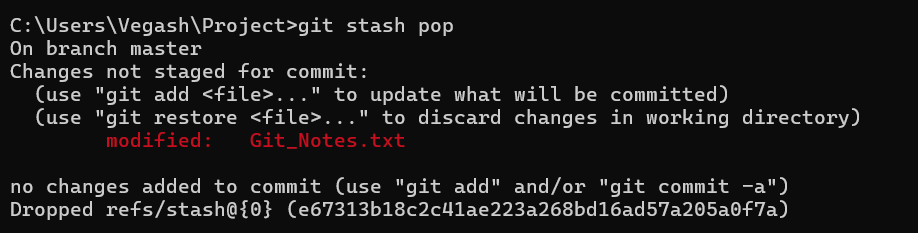 C:\Users\Vegash\Project>git stash pop
On branch master
Changes not staged for commit:
  (use "git add <file>..." to update what will be committed)
  (use "git restore <file>..." to discard changes in working directory)
        modified:   Git_Notes.txt

no changes added to commit (use "git add" and/or "git commit -a")
Dropped refs/stash@{0} (e67313b18c2c41ae223a268bd16ad57a205a0f7a)